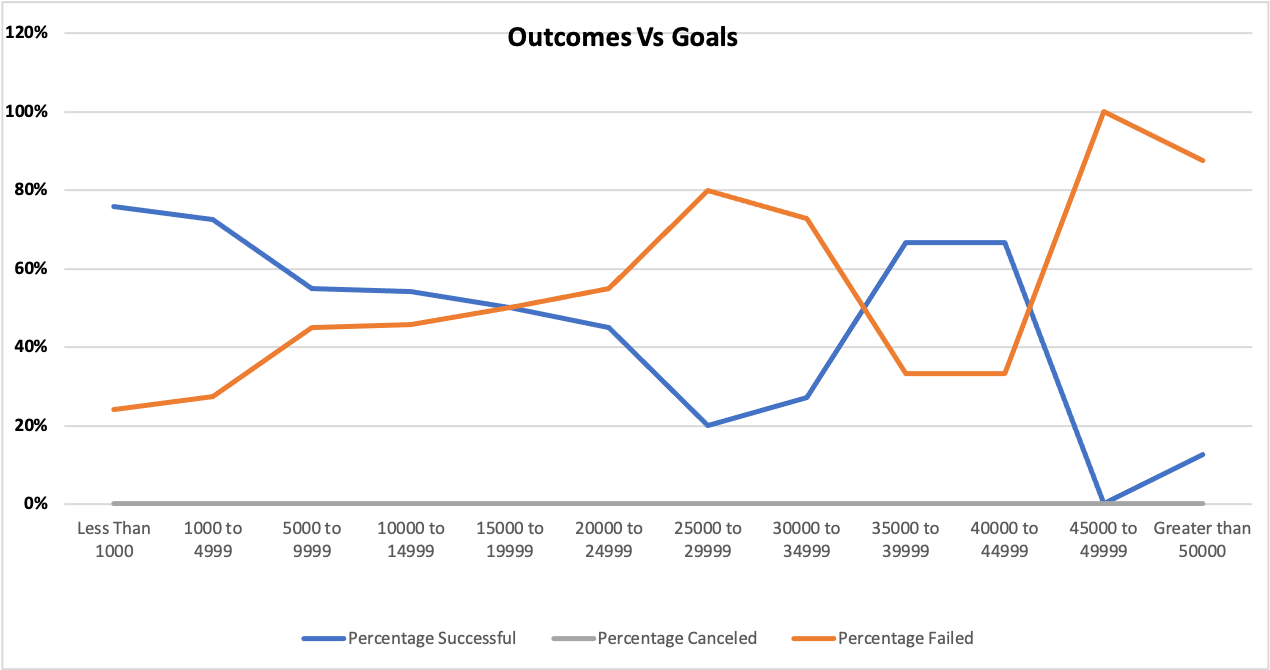 Outcomes Vs Goals
120%
100%
80%
60%
40%
20%
0%
Less Than 1000
1000 to 4999
5000 to 9999
10000 to 14999
15000 to 19999
20000 to 24999
25000 to 29999
30000 to 34999
35000 to 39999
40000 to 44999
45000 to 49999
Greater than 50000
Percentage Successful
Percentage Canceled
Percentage Failed